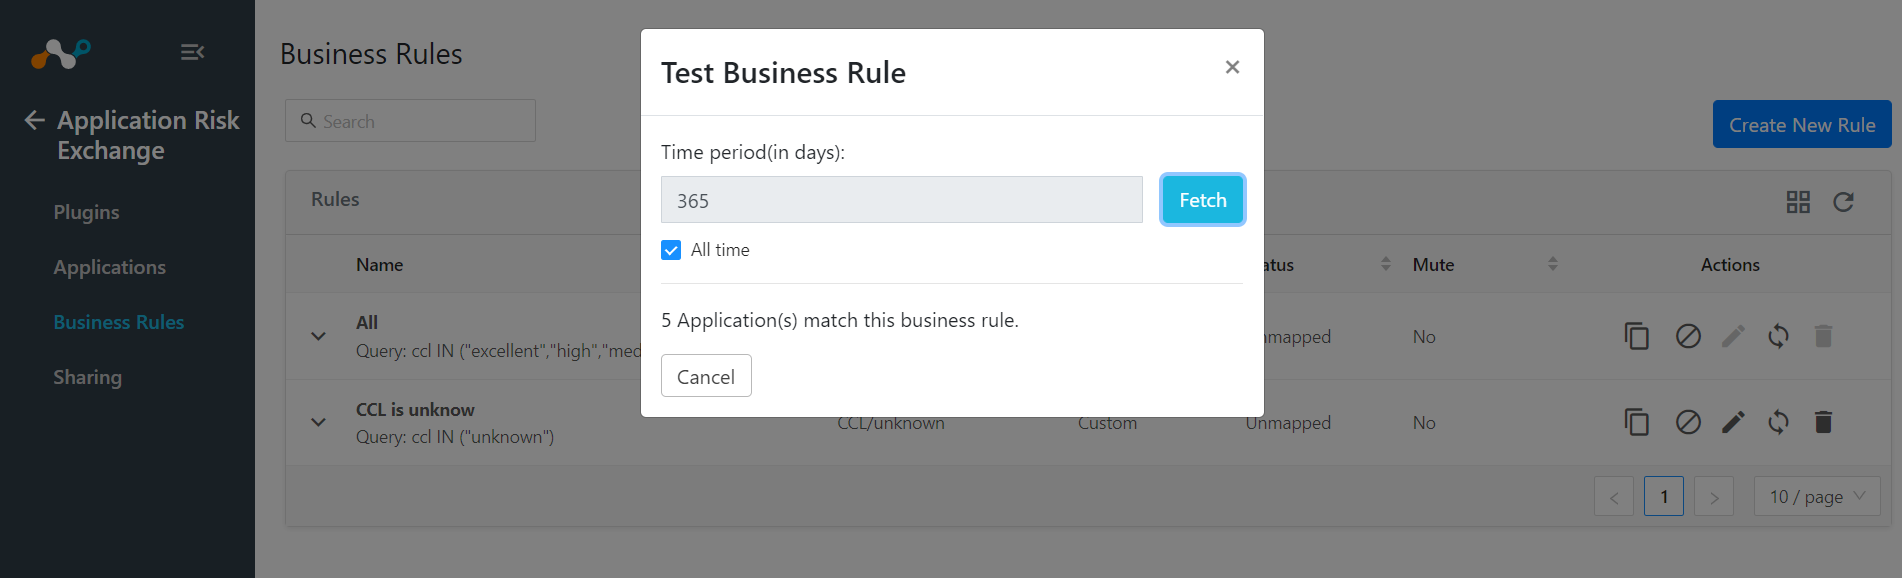 Application Risk
Exchange
Plugins
Applications
Business Rules
Sharing
Business Rules
Search
Create New Rule
Rules
Name
Status
Mute
Actions
All
Query: ccl IN ("excellent","high","med
Unmapped
No
CCL is unknow
Query: ccl IN ("unknown")
CCL/unknown
Custom
Unmapped
No
1
10 / page
Test Business Rule
Time period(in days):
365
Fetch
All time
5 Application(s) match this business rule.
Cancel